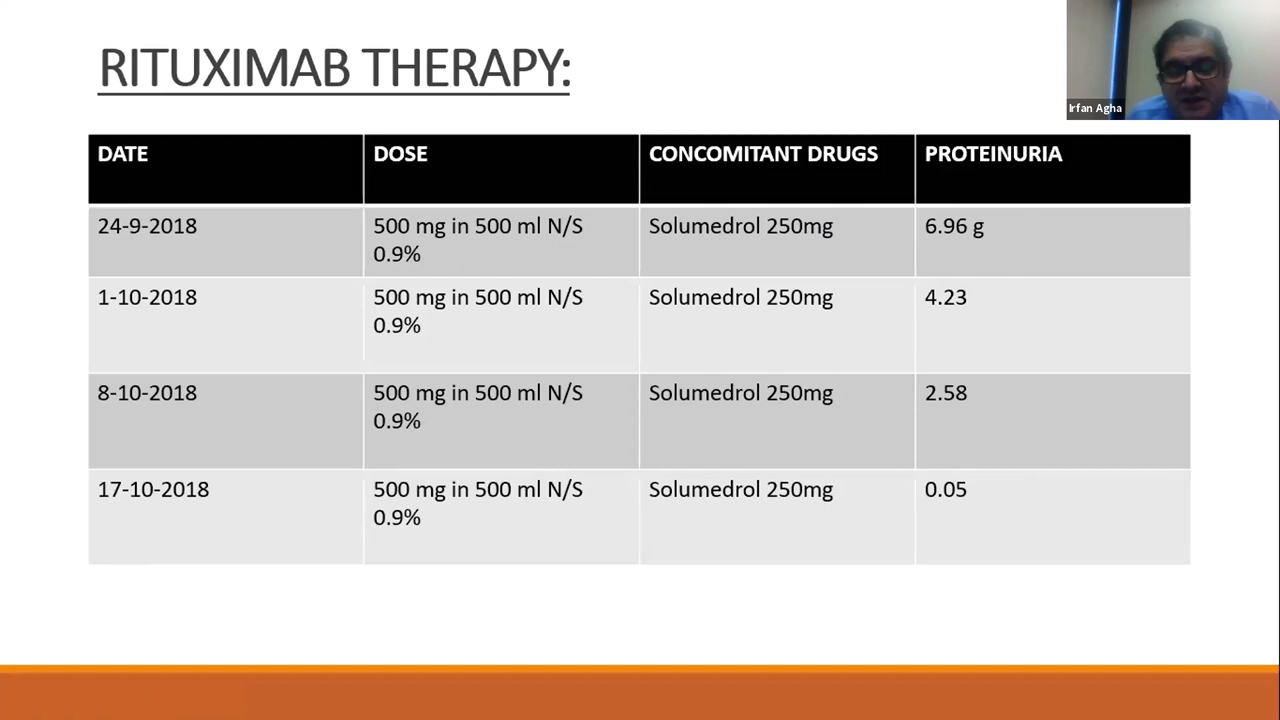 RITUXIMAB THERAPY:
Irfan Agha
DATE DOSE CONCOMITANT DRUGS PROTEINURIA
24-9-2018 500 mg in 500 ml N/S Solumedrol 250mg 6.96 g
0.9%
1-10-2018 500 mg in 500 ml N/S Solumedrol 250mg 4.23
0.9%
8-10-2018 500 mg in 500 ml N/S Solumedrol 250mg 2.58
0.9%
17-10-2018 500 mg in 500 ml N/S Solumedrol 250mg 0.05
0.9%